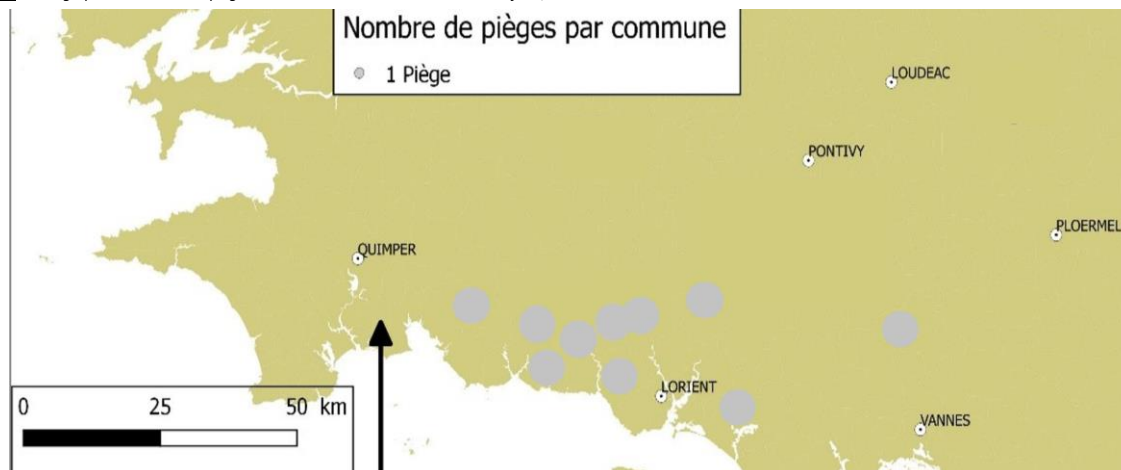 Nombre de pièges par commune
1 Piège
LOUDEAC
PONTIVY
PLOERMEL
QUIMPER
LORIENT
VANNES
0 25 50 km